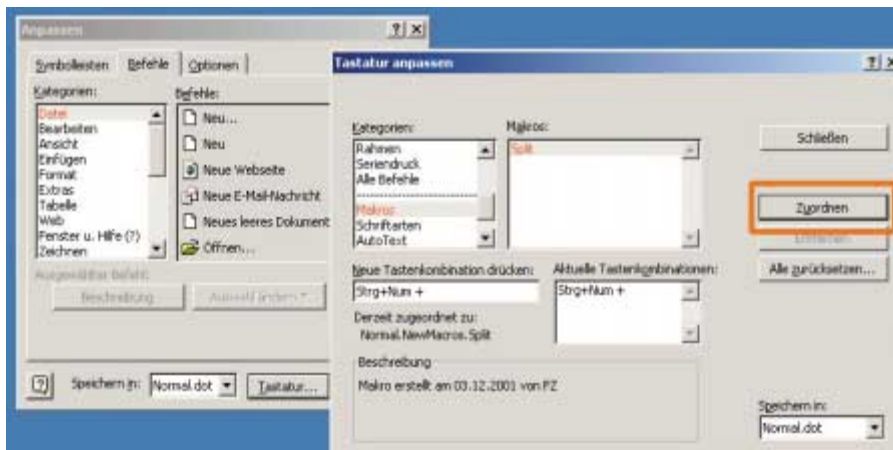 Anpassen
Symbolleisten Befehle Optionen
Kategorien:
Befehle:
Datei
Bearbeiten
Ansicht
Einfügen
Format
Extras
Tabelle
Web
Fenster u. Hilfe (?)
Zeichnen
Neu...
Neu
Neue Webseite
Neue E-Mail-Nachricht
Neues leeres Dokument
Öffnen...
Ausgewählter Befehl:
Beschreibung
Auswahl ändern
Speichern in:
Normal.dot
Tastatur...
Tastatur anpassen
Kategorien:
Makros:
Rahmen
Seriendruck
Alle Befehle
Makros
Schriftarten
AutoText
Split
Schließen
Zuordnen
Entfernen
Alle zurücksetzen...
Neue Tastenkombination drücken:
Aktuelle Tastenkombinationen:
Strg+Num +
Strg+Num +
Derzeit zugeordnet zu:
Normal.NewMacros.Split
Beschreibung
Makro erstellt am 03.12.2001 von PZ
Speichern in:
Normal.dot